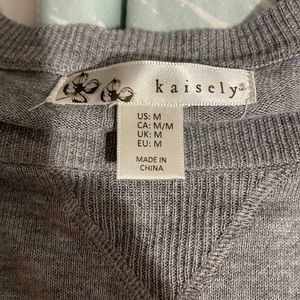 kaisely
US: M
CA: M/M
UK: M
EU: M
MADE IN
CHINA